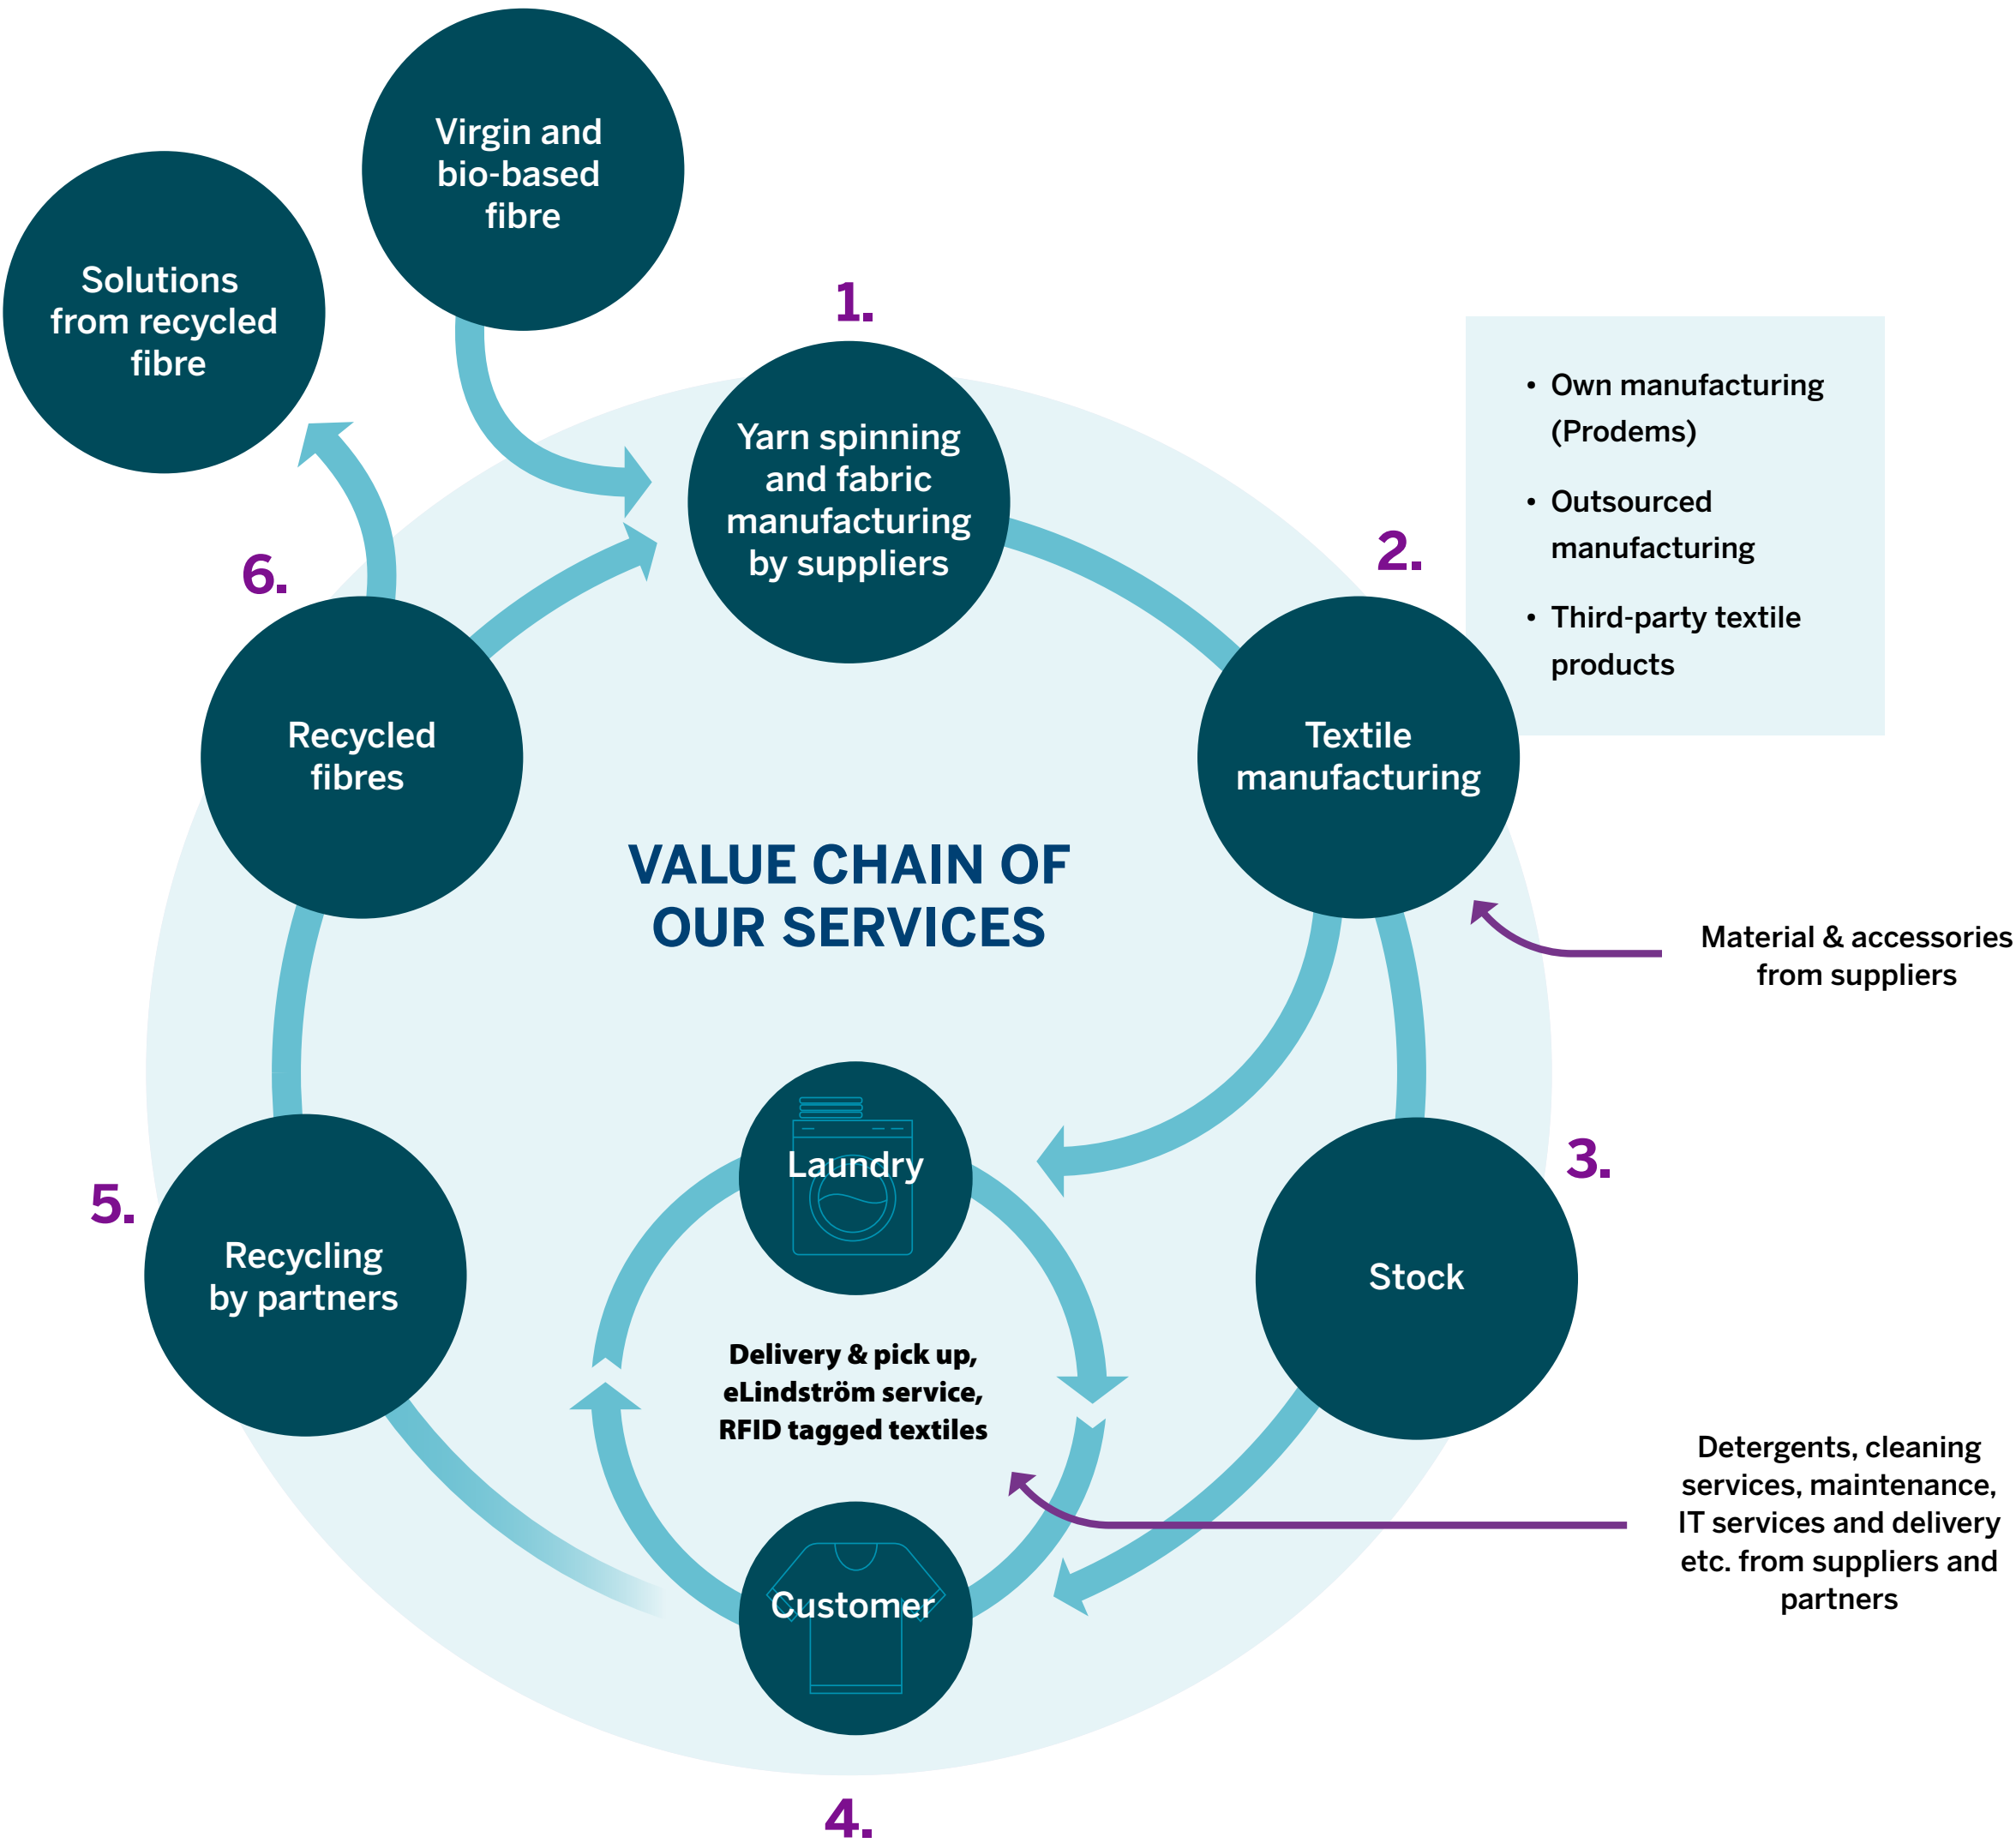 Virgin and
bio-based
fibre
Solutions
from recycled
fibre
1.
Yarn spinning
and fabric
manufacturing
by suppliers
• Own manufacturing
(Prodems)
• Outsourced
manufacturing
• Third-party textile
products
2.
Textile
manufacturing
6.
Recycled
fibres
VALUE CHAIN OF
OUR SERVICES
Material & accessories
from suppliers
3.
Stock
Laundry
Delivery & pick up,
eLindström service,
RFID tagged textiles
Customer
Detergents, cleaning
services, maintenance,
IT services and delivery
etc. from suppliers and
partners
4.
5.
Recycling
by partners